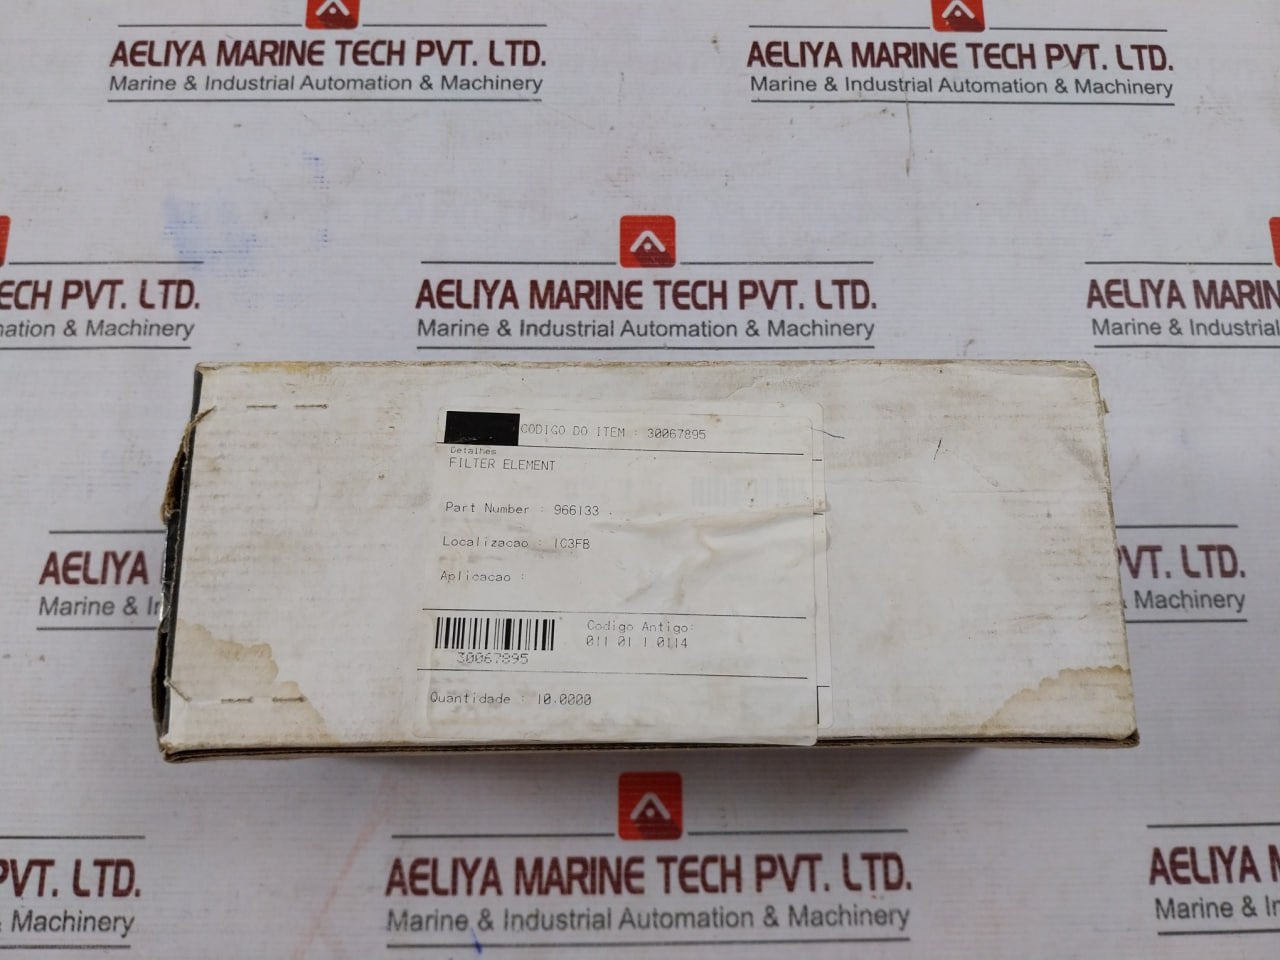 AELIYA MARINE TECH PVT. LTD.
Marine & Industrial Automation & Machinery
AELIYA MARINE TECH PVT. LTD.
Marine & Industrial Automation & Machinery
ECH PVT. LTD.
mation & Machinery
AELIYA MARINE TECH PVT. LTD.
Marine & Industrial Automation & Machinery
AELIYA MARIN
Marine & Industrial
CODIGO DO ITEM : 30067895
Detalhes
FILTER ELEMENT
Part Number : 966133 .
Localizacao : 1C3FB
Aplicacao :
Codigo Antigo:
011 01 1 0114
30067895
Quantidade : 10.0000
AELIYA
Marine & In
VT. LTD.
Machinery
PVT. LTD.
& Machinery
AELIYA MARINE TECH PVT. LTD.
Marine & Industrial Automation & Machinery
AELIYA M
Marine & In